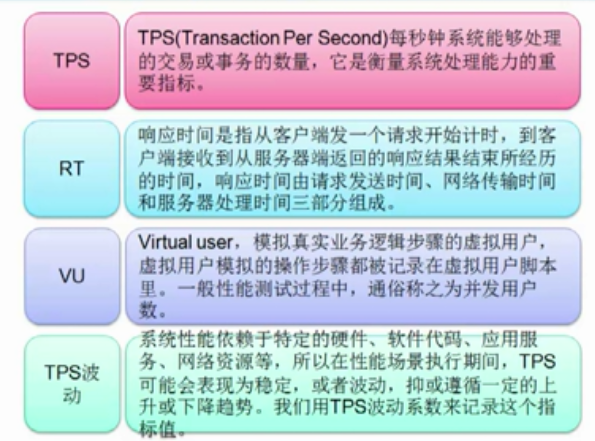 TPS
TPS(Transaction Per Second)每秒钟系统能够处理
的交易或事务的数量，它是衡量系统处理能力的重
要指标。
RT
响应时间是指从客户端发一个请求开始计时，到客
户端接收到从服务器端返回的响应结果结束所经历
的时间，响应时间由请求发送时间、网络传输时间
和服务器处理时间三部分组成。
VU
Virtual user，模拟真实业务逻辑步骤的虚拟用户，
虚拟用户模拟的操作步骤都被记录在虚拟用户脚本
里。一般性能测试过程中，通俗称之为并发用户
数。
TPS波
动
系统性能依赖于特定的硬件、软件代码、应用服
务、网络资源等，所以在性能场景执行期间，TPS
可能会表现为稳定，或者波动，抑或遵循一定的上
升或下降趋势。我们用TPS波动系数来记录这个指
标值。